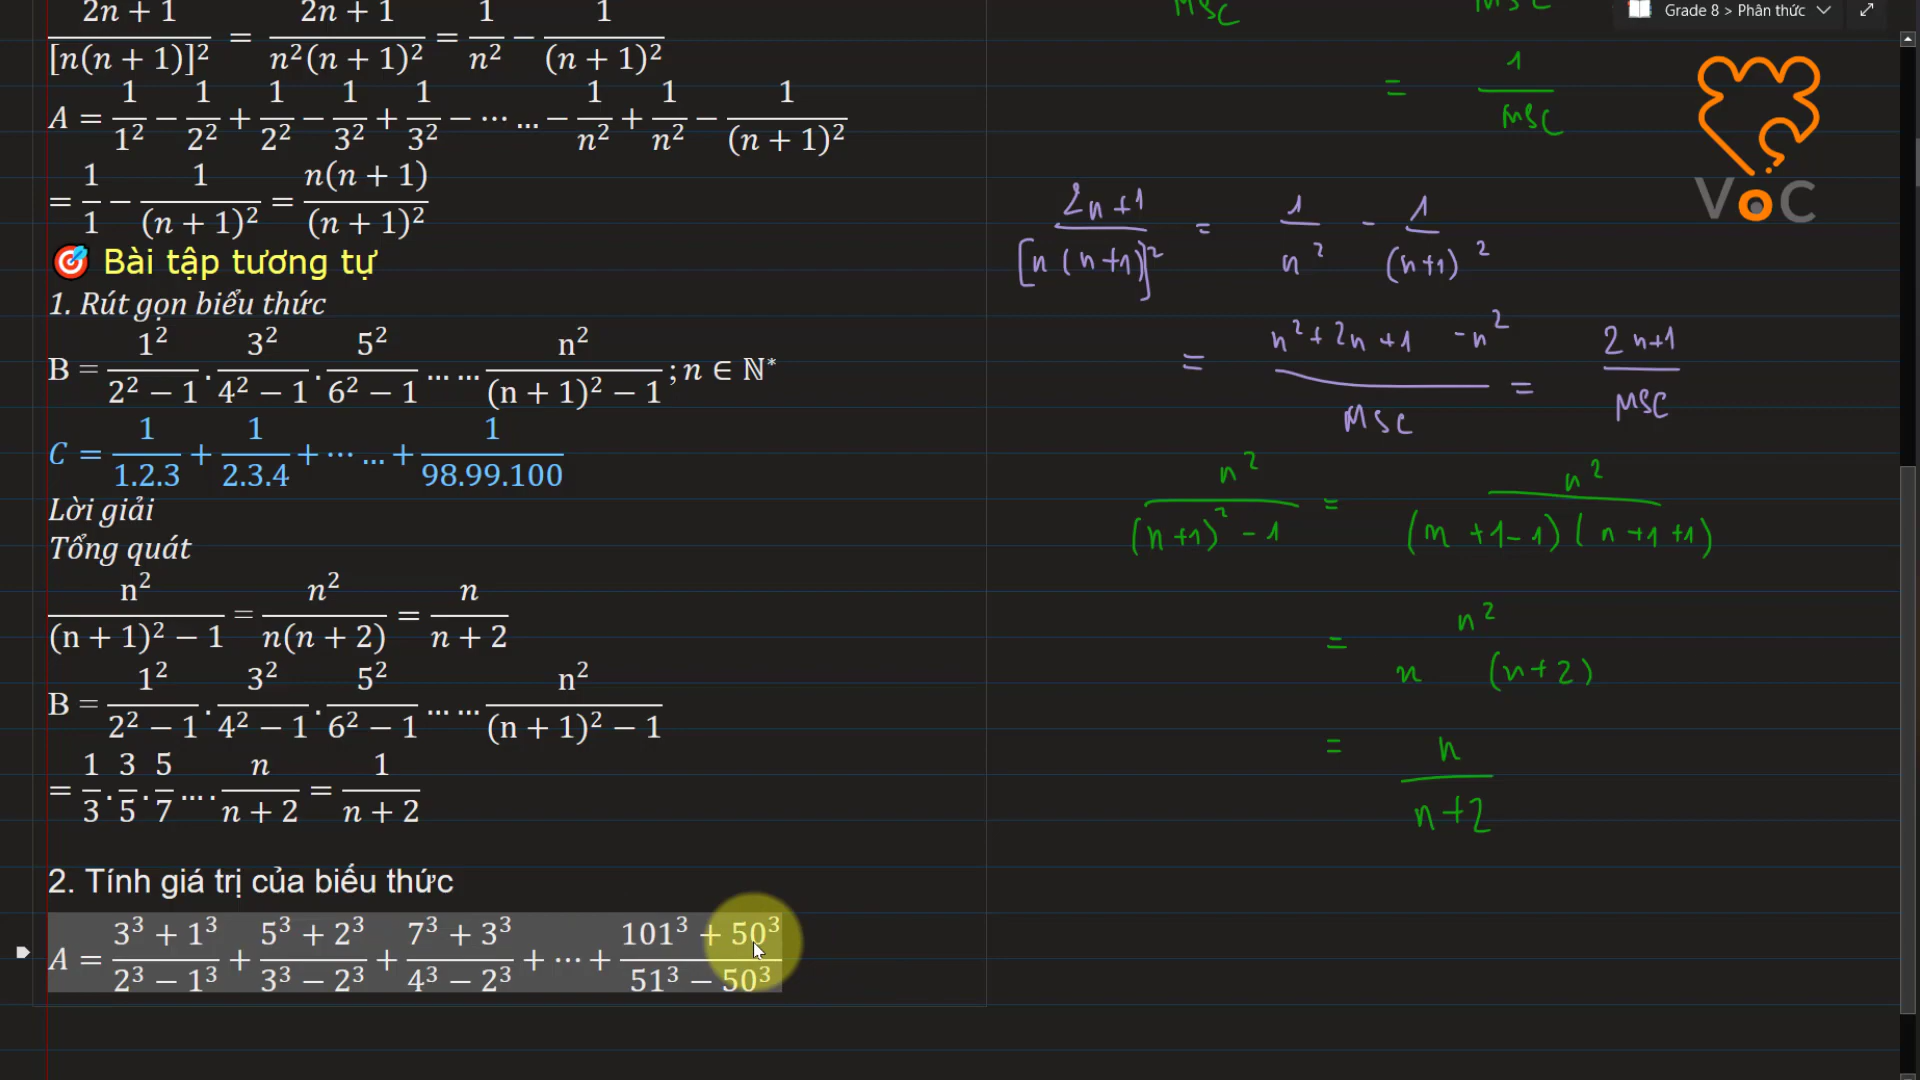 Grade 8 > Phân thức
(2n + 1)/[n(n + 1)]² = (2n + 1)/(n²(n + 1)²) = 1/n² − 1/(n + 1)²
A = 1/1² − 1/2² + 1/2² − 1/3² + 1/3² − ⋯ … − 1/n² + 1/n² − 1/(n + 1)²
= 1/1 − 1/(n + 1)² = n(n + 1)/(n + 1)²
🎯 Bài tập tương tự
1. Rút gọn biểu thức
B = 1²/(2² − 1) . 3²/(4² − 1) . 5²/(6² − 1) … … n²/((n + 1)² − 1) ; n ∈ ℕ*
C = 1/1.2.3 + 1/2.3.4 + ⋯ … + 1/98.99.100
Lời giải
Tổng quát
n²/((n + 1)² − 1) = n²/(n(n + 2)) = n/(n + 2)
B = 1²/(2² − 1) . 3²/(4² − 1) . 5²/(6² − 1) … … n²/((n + 1)² − 1)
= 1/3 . 3/5 . 5/7 … . n/(n + 2) = 1/(n + 2)
2. Tính giá trị của biếu thức
A = (3³ + 1³)/(2³ − 1³) + (5³ + 2³)/(3³ − 2³) + (7³ + 3³)/(4³ − 2³) + ⋯ + (101³ + 50³)/(51³ − 50³)
MSC MSC
= 1/MSC
VOC
(2n+1)/[n(n+1)]² = 1/n² - 1/(n+1)²
= (n²+2n+1 -n²)/MSC = (2n+1)/MSC
n²/((n+1)² - 1) = n²/((n+1-1)(n+1+1))
= n² / n (n+2)
= n/(n+2)